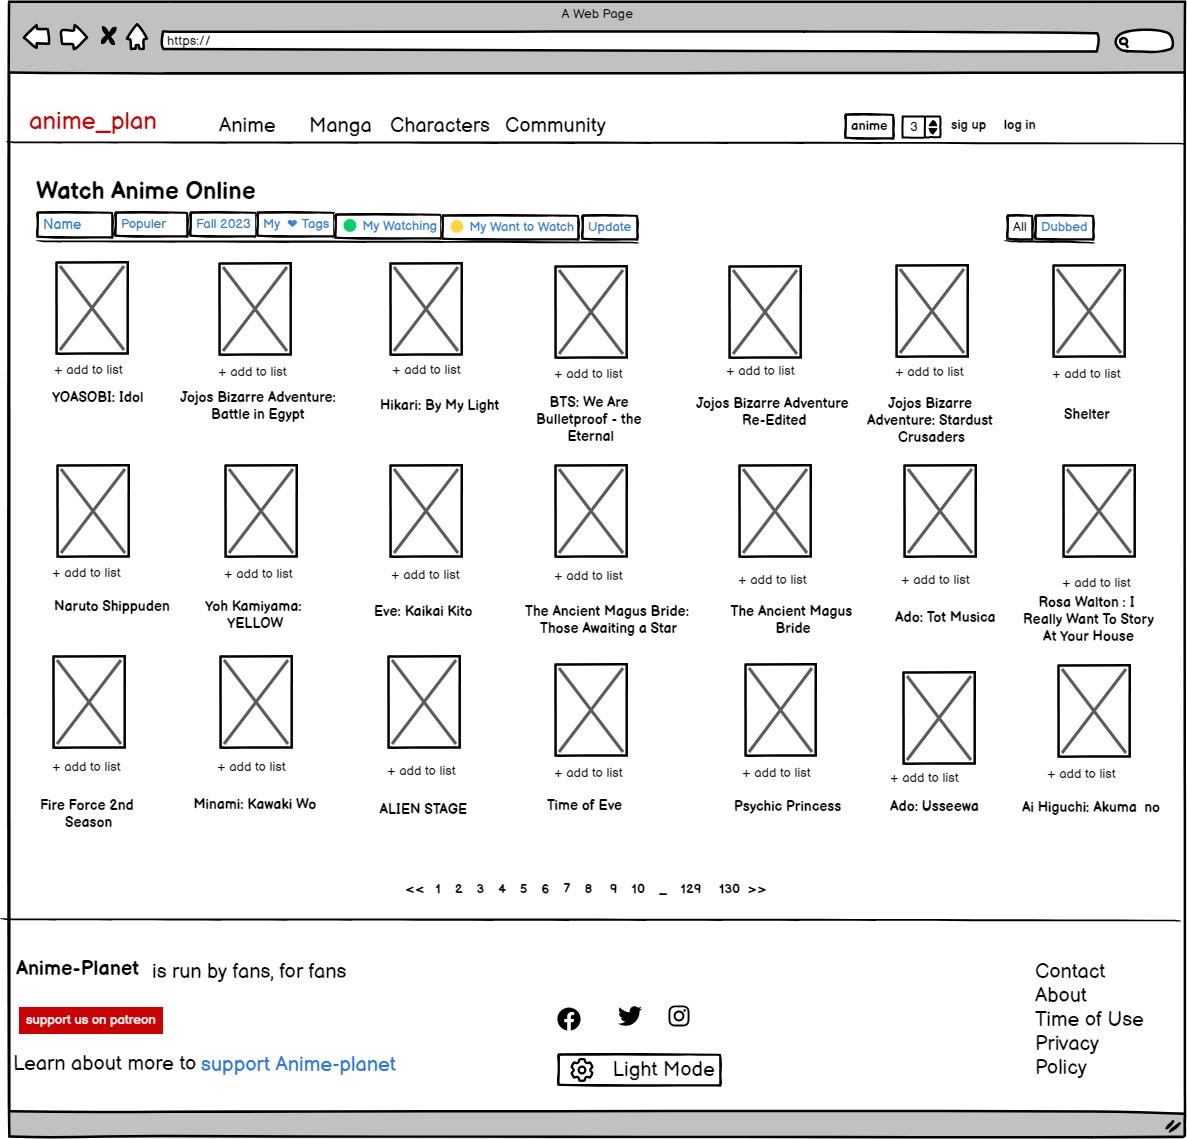 A Web Page
https://
anime_plan
Anime Manga Characters Community
anime 3 sig up log in
Watch Anime Online
Name Populer Fall 2023 My ❤ Tags My Watching My Want to Watch Update
All Dubbed
+ add to list + add to list + add to list + add to list + add to list + add to list + add to list
YOASOBI: Idol
Jojos Bizarre Adventure:
Battle in Egypt
Hikari: By My Light
BTS: We Are
Bulletproof - the
Eternal
Jojos Bizarre Adventure
Re-Edited
Jojos Bizarre
Adventure: Stardust
Crusaders
Shelter
+ add to list + add to list + add to list + add to list + add to list + add to list + add to list
Naruto Shippuden
Yoh Kamiyama:
YELLOW
Eve: Kaikai Kito
The Ancient Magus Bride:
Those Awaiting a Star
The Ancient Magus
Bride
Ado: Tot Musica
Rosa Walton : I
Really Want To Story
At Your House
+ add to list + add to list + add to list + add to list + add to list + add to list + add to list
Fire Force 2nd
Season
Minami: Kawaki Wo
ALIEN STAGE
Time of Eve
Psychic Princess
Ado: Usseewa
Ai Higuchi: Akuma no
<< 1 2 3 4 5 6 7 8 9 10 _ 129 130 >>
Anime-Planet is run by fans, for fans
support us on patreon
Learn about more to support Anime-planet
Light Mode
Contact
About
Time of Use
Privacy
Policy